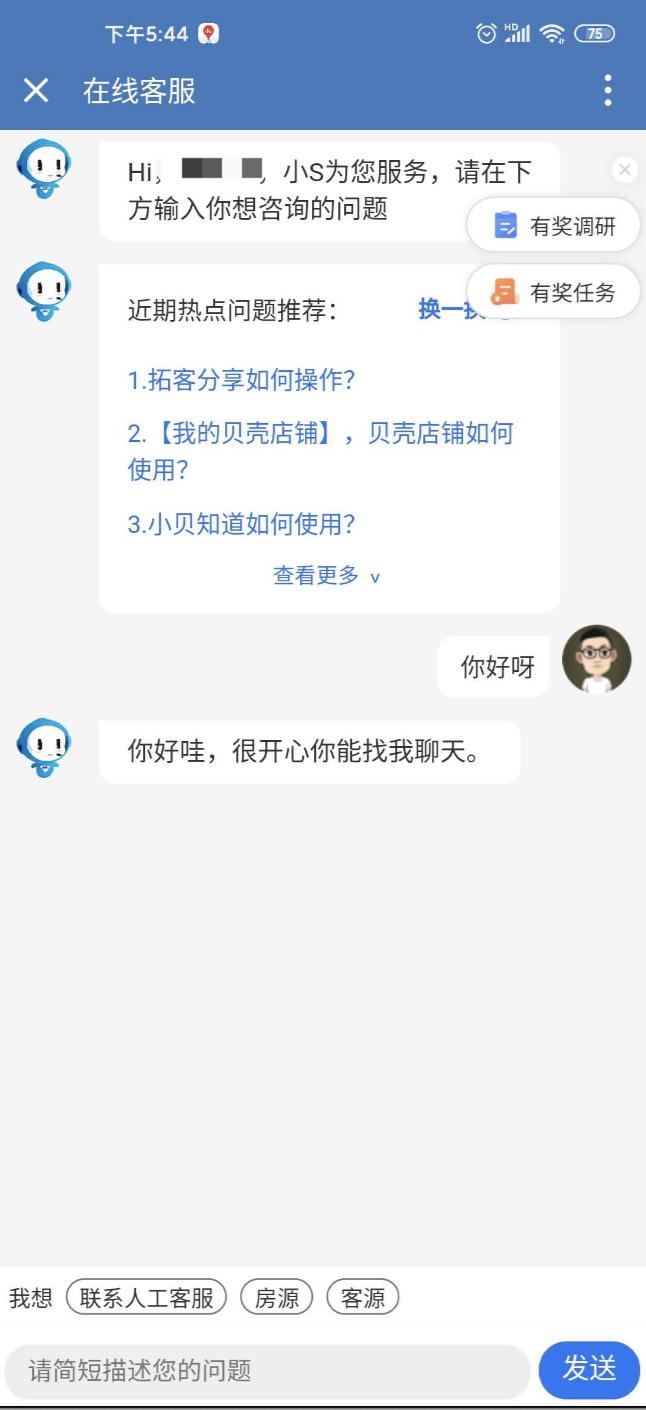 下午5:44
HD
75
在线客服
Hi, , 小S为您服务，请在下
方输入你想咨询的问题
有奖调研
有奖任务
近期热点问题推荐：
换一
1.拓客分享如何操作？
2.【我的贝壳店铺】，贝壳店铺如何
使用？
3.小贝知道如何使用？
查看更多
你好呀
你好哇，很开心你能找我聊天。
我想 联系人工客服 房源 客源
请简短描述您的问题
发送